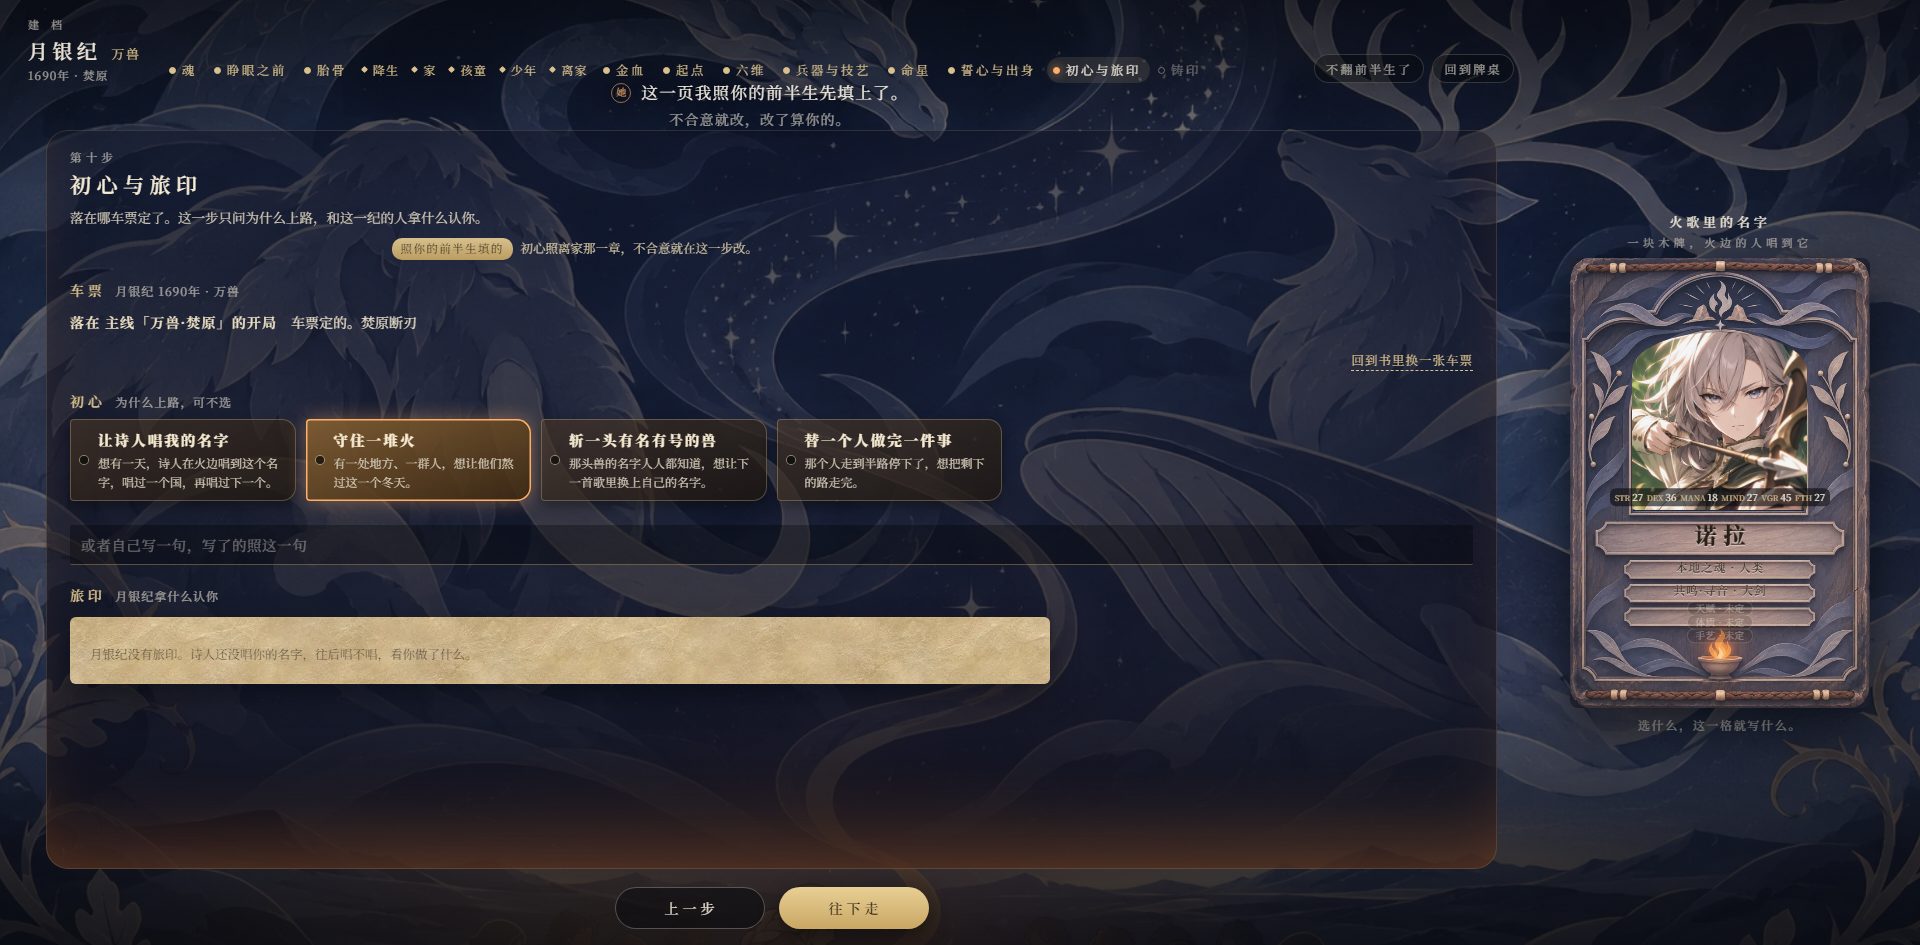 建档
月银纪 万兽
1690年 · 焚原
魂 睁眼之前 胎骨 降生 家 孩童 少年 离家 金血 起点 六维 兵器与技艺 命星 誓心与出身 初心与旅印 铸印
不翻前半生了 回到牌桌
她 这一页我照你的前半生先填上了。
不合意就改，改了算你的。
第十步
初心与旅印
落在哪车票定了。这一步只问为什么上路，和这一纪的人拿什么认你。
照你的前半生填的 初心照离家那一章，不合意就在这一步改。
车票 月银纪 1690年 · 万兽
落在 主线「万兽·焚原」的开局 车票定的。焚原断刃
回到书里换一张车票
初心 为什么上路，可不选
让诗人唱我的名字
想有一天，诗人在火边唱到这个名
字，唱过一个国，再唱过下一个。
守住一堆火
有一处地方、一群人，想让他们熬
过这一个冬天。
斩一头有名有号的兽
那头兽的名字人人都知道，想让下
一首歌里换上自己的名字。
替一个人做完一件事
那个人走到半路停下了，想把剩下
的路走完。
或者自己写一句，写了的照这一句
旅印 月银纪拿什么认你
月银纪没有旅印。诗人还没唱你的名字，往后唱不唱，看你做了什么。
上一步 往下走
火歌里的名字
一块木牌，火边的人唱到它
STR 27 DEX 36 MANA 18 MIND 27 VGR 45 FTH 27
诺拉
本地之魂 · 人类
共鸣·寻音 · 大剑
天赋 · 未定
体质 · 未定
手艺 · 未定
选什么，这一格就写什么。